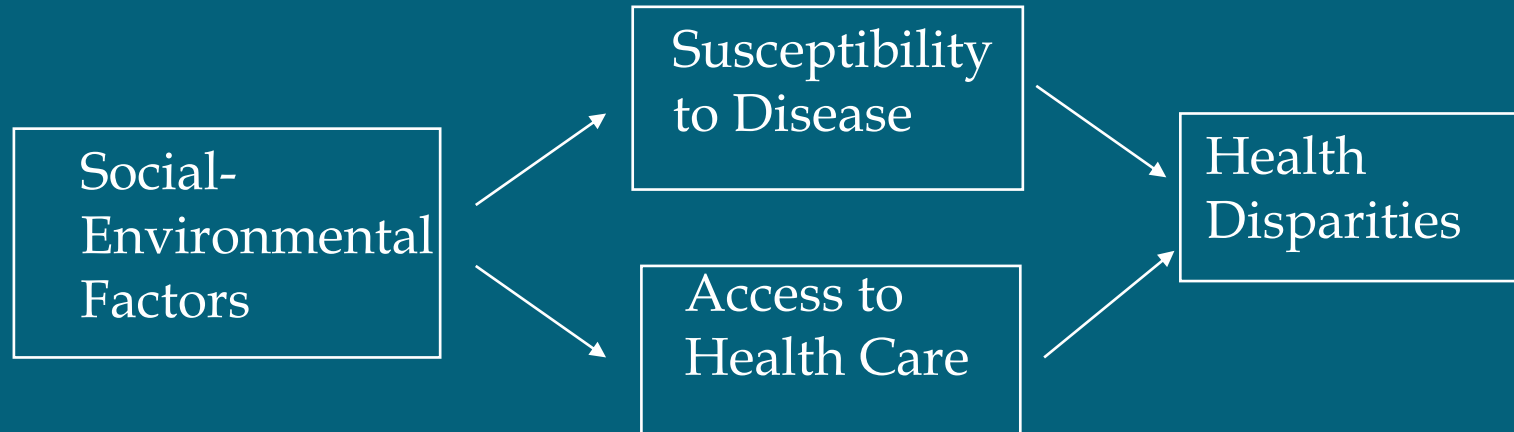 Social-
Environmental
Factors
Susceptibility
to Disease
Access to
Health Care
Health
Disparities